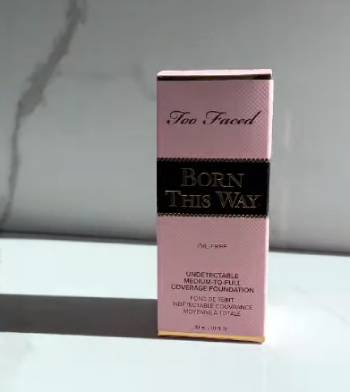 Too Faced
BORN
THIS WAY
OIL-FREE
UNDETECTABLE
MEDIUM-TO-FULL
COVERAGE FOUNDATION
FOND DE TEINT
INDÉTECTABLE COUVRANCE
MOYENNE À TOTALE